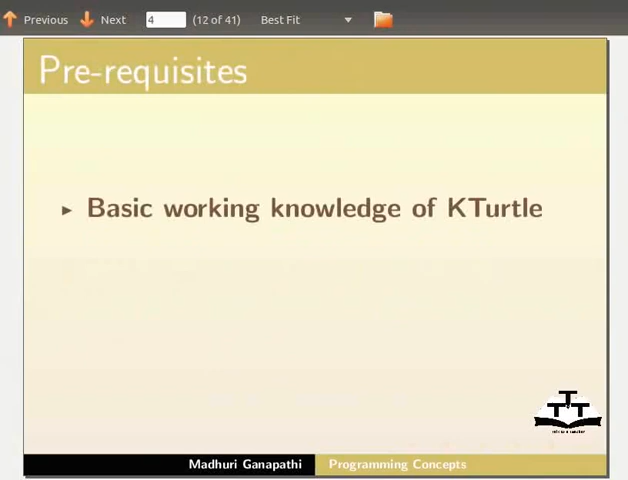 Previous Next 4 (12 of 41) Best Fit
Pre-requisites
Basic working knowledge of KTurtle
TTT
Madhuri Ganapathi Programming Concepts